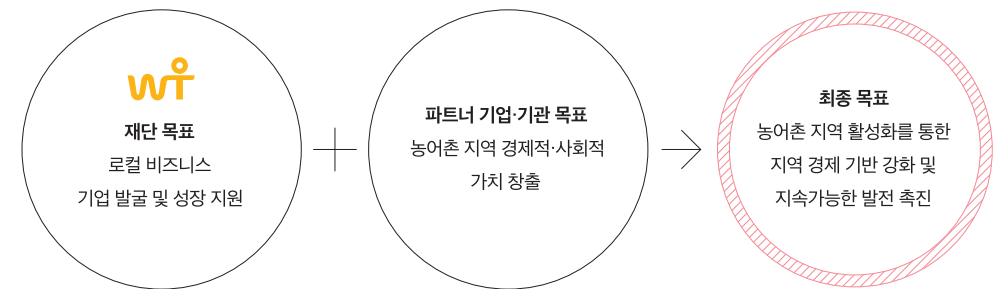 재단 목표
로컬 비즈니스
기업 발굴 및 성장 지원
파트너 기업·기관 목표
농어촌 지역 경제적·사회적
가치 창출
최종 목표
농어촌 지역 활성화를 통한
지역 경제 기반 강화 및
지속가능한 발전 촉진